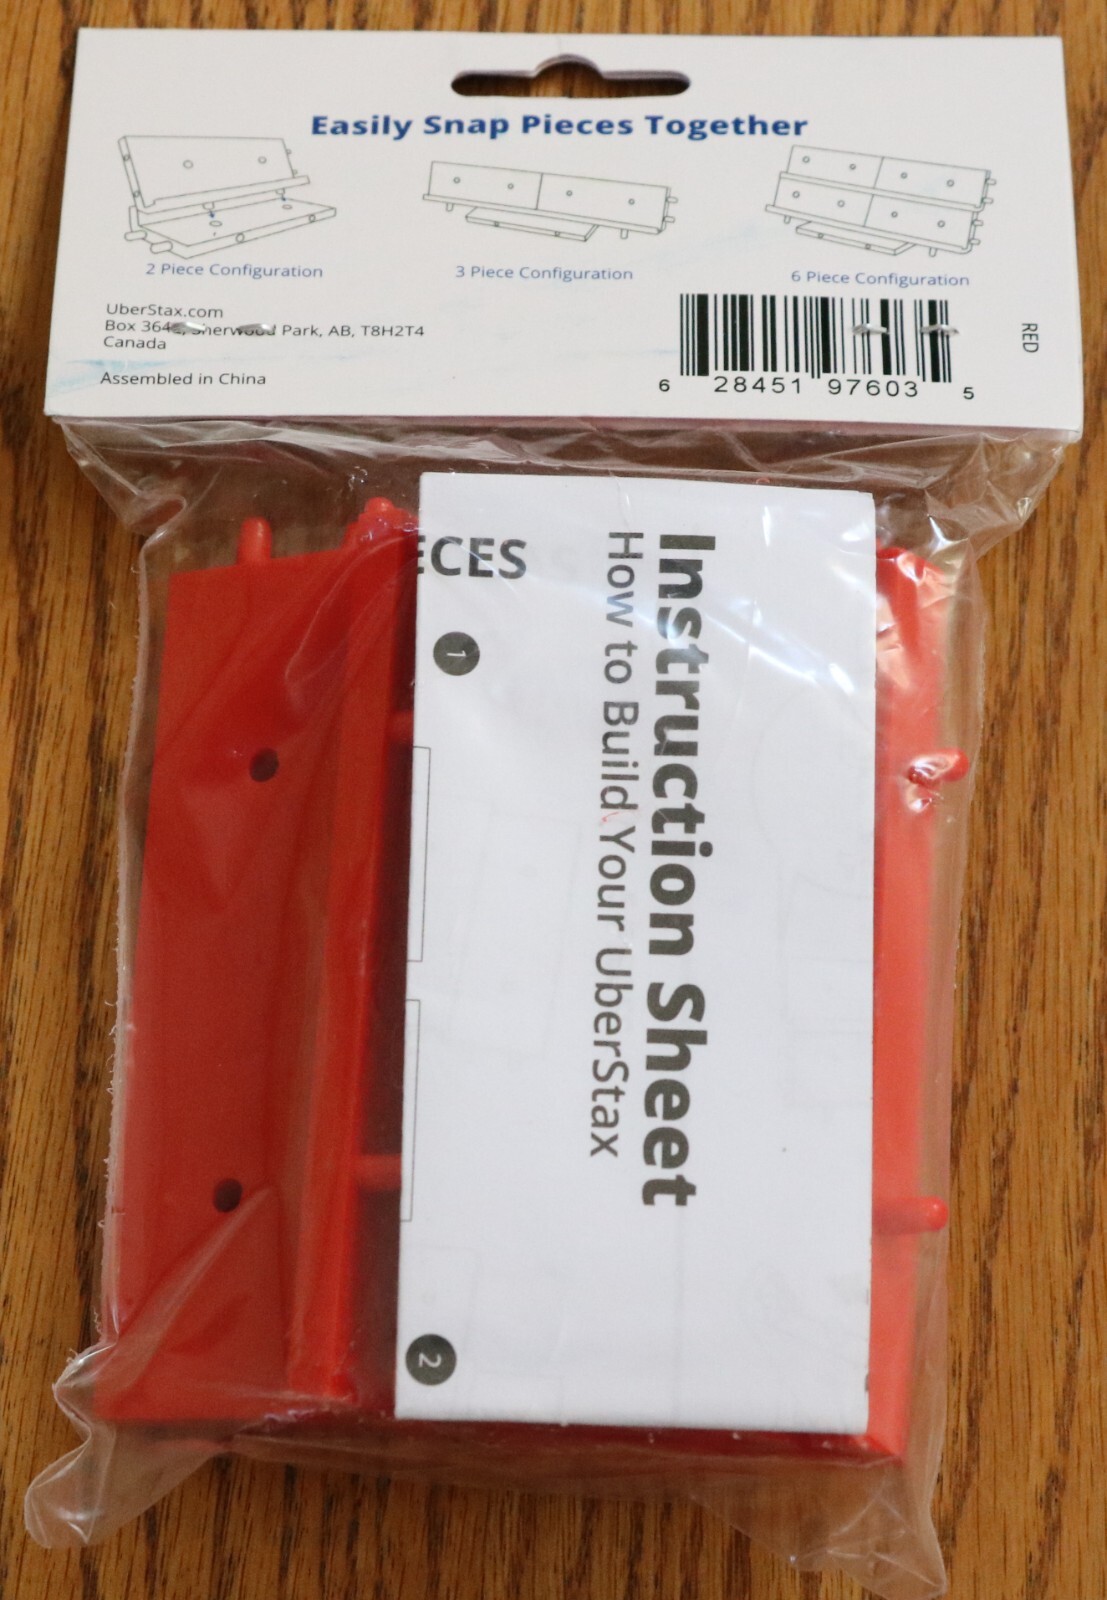 Easily Snap Pieces Together
2 Piece Configuration
3 Piece Configuration
6 Piece Configuration
UberStax.com
Box Park, AB, T8H2T4
Canada
Assembled in China
6 28451 97603 5
RED
ECES
1
2
Instruction Sheet
How to Build Your UberStax